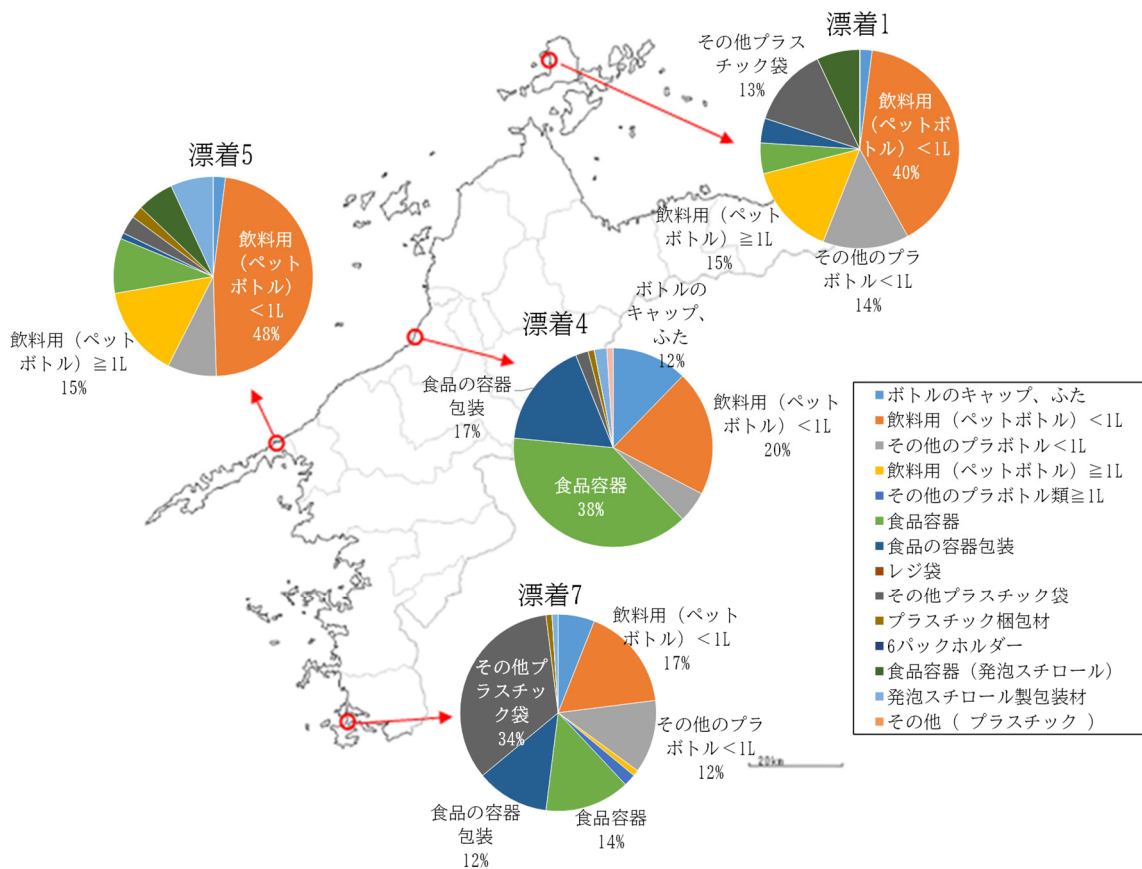 漂着1
その他プラス
チック袋
13%
飲料用
（ペットボ
トル）<1L
40%
飲料用（ペット
ボトル）≧1L
15%
その他のプラ
ボトル<1L
14%
漂着5
飲料用
（ペット
ボトル）
<1L
48%
飲料用（ペット
ボトル）≧1L
15%
漂着4
ボトルの
キャップ、
ふた
12%
食品の容器
包装
17%
飲料用（ペット
ボトル）<1L
20%
食品容器
38%
漂着7
飲料用（ペット
ボトル）<1L
17%
その他プ
ラスチッ
ク袋
34%
その他のプラ
ボトル<1L
12%
食品の容器
包装
12%
食品容器
14%
ボトルのキャップ、ふた
飲料用（ペットボトル）<1L
その他のプラボトル<1L
飲料用（ペットボトル）≧1L
その他のプラボトル類≧1L
食品容器
食品の容器包装
レジ袋
その他プラスチック袋
プラスチック梱包材
6パックホルダー
食品容器（発泡スチロール）
発泡スチロール製包装材
その他（ プラスチック ）
20km